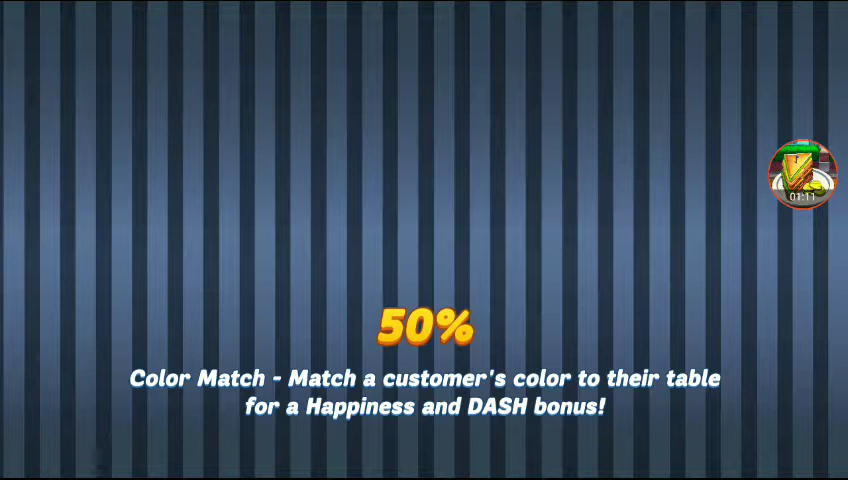 01:11
50%
Color Match - Match a customer's color to their table
for a Happiness and DASH bonus!